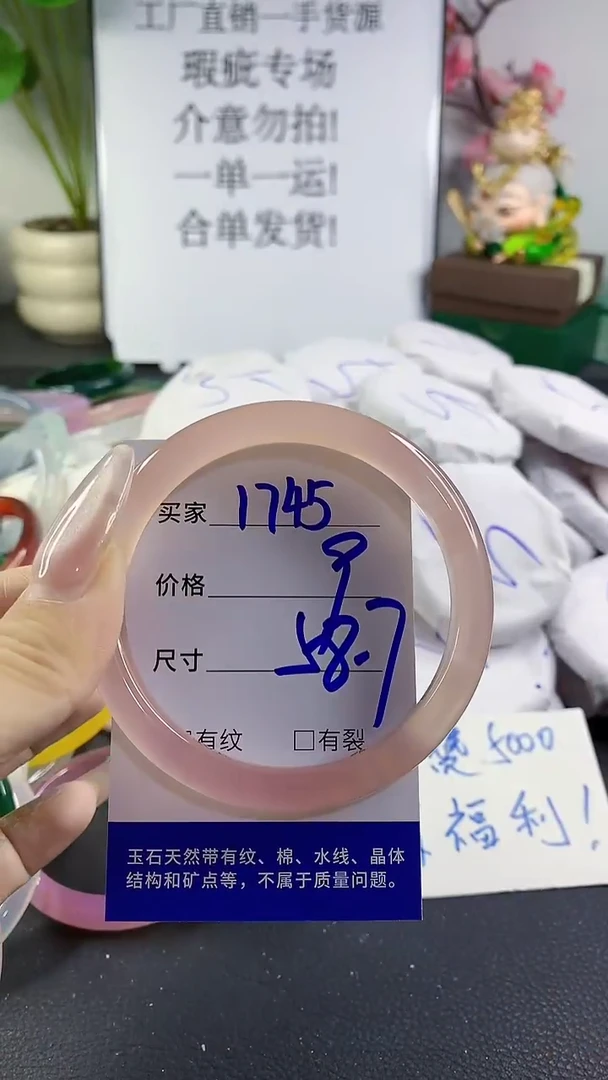 工厂直销一手货源
瑕疵专场
介意勿拍!
一单一运!
合单发货!
买家 1745
价格 9
尺寸 58.7
有纹 □有裂
5000
福利!
玉石天然带有纹、棉、水线、晶体
结构和矿点等，不属于质量问题。